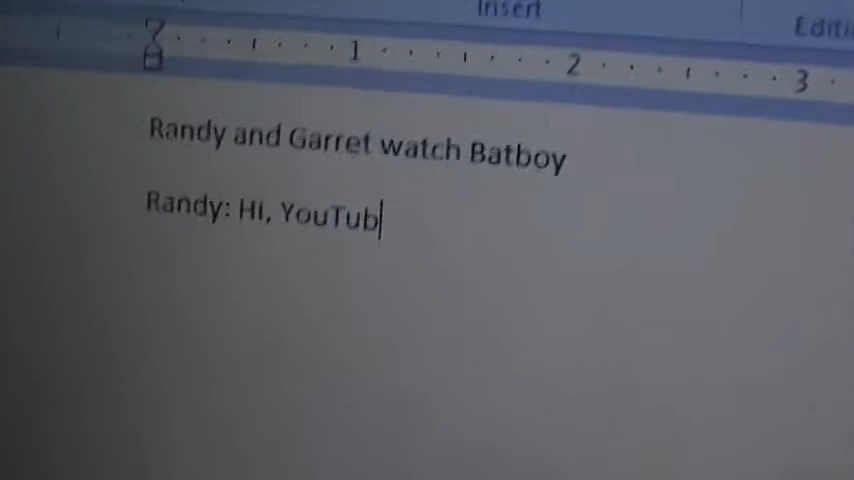 Insert
Editi
1 2 3
Randy and Garret watch Batboy
Randy: Hi, YouTub